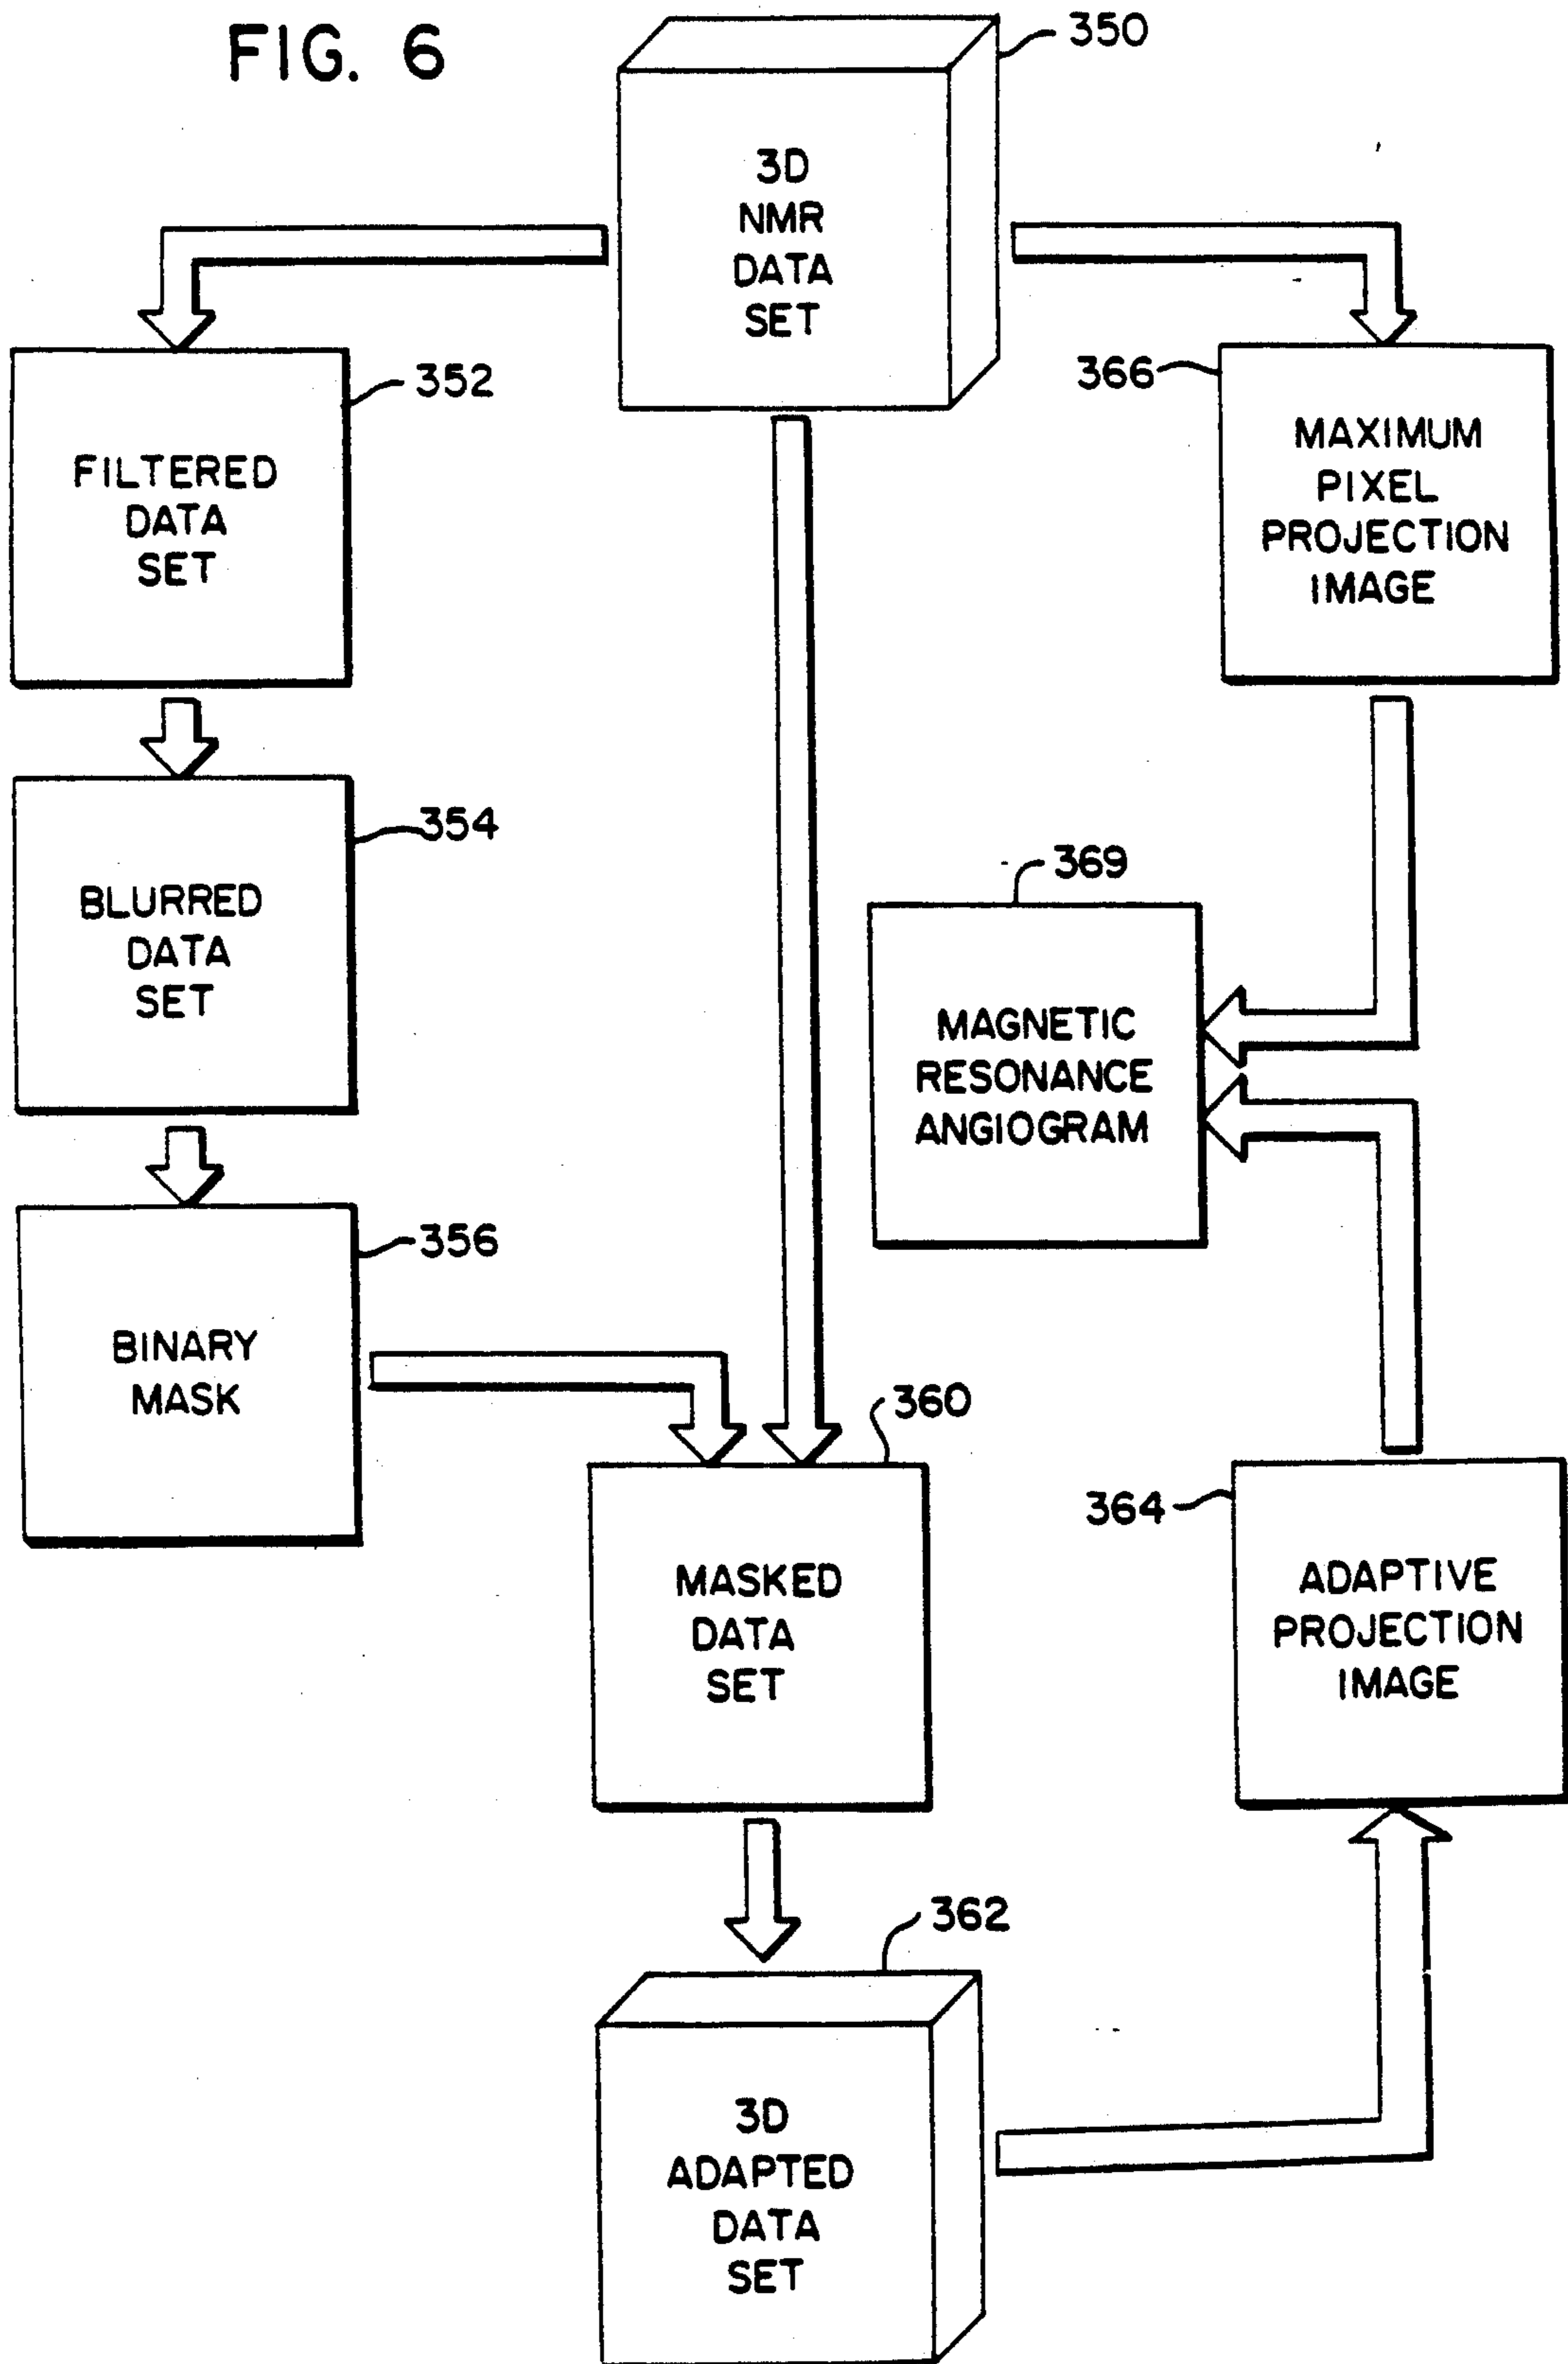 FIG. 6
350
3D
NMR
DATA
SET
352
FILTERED
DATA
SET
366
MAXIMUM
PIXEL
PROJECTION
IMAGE
354
BLURRED
DATA
SET
369
MAGNETIC
RESONANCE
ANGIOGRAM
356
BINARY
MASK
360
MASKED
DATA
SET
364
ADAPTIVE
PROJECTION
IMAGE
362
3D
ADAPTED
DATA
SET